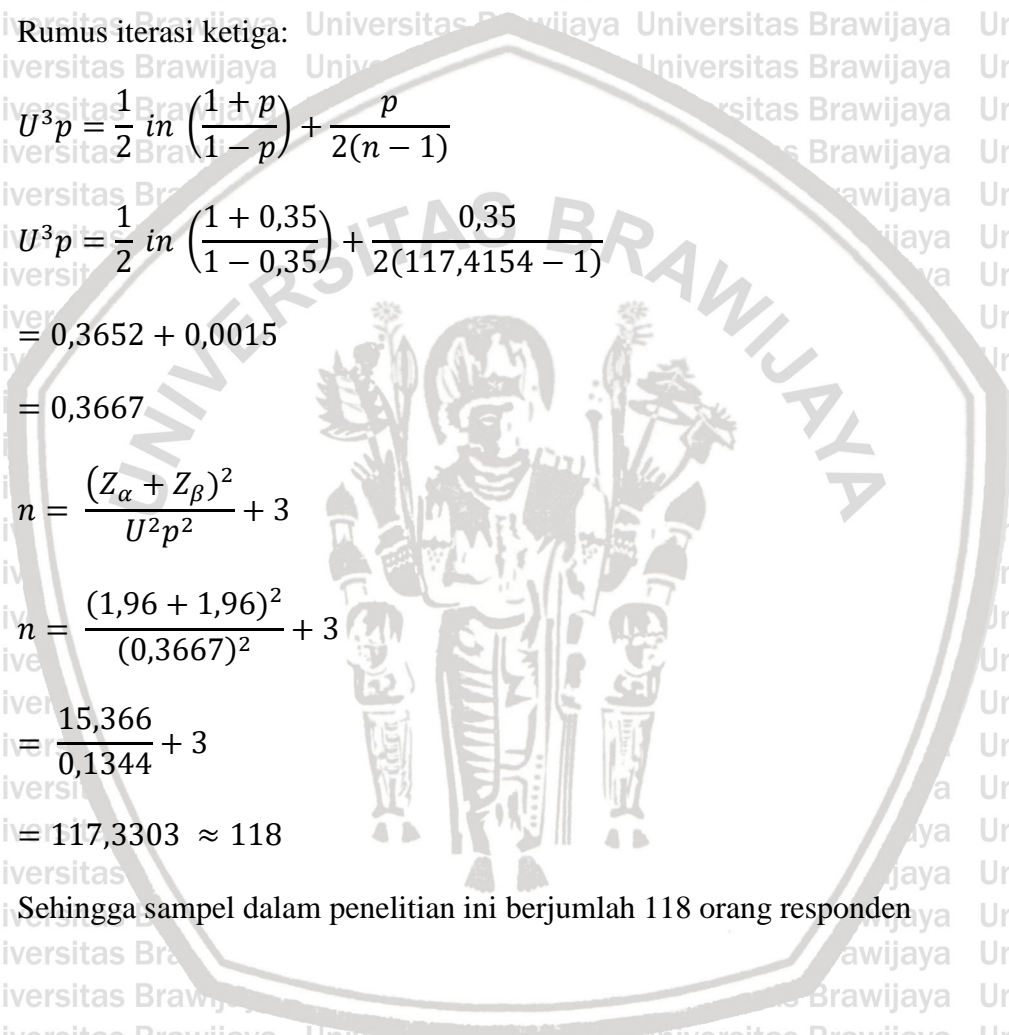 Rumus iterasi ketiga:
U³p = 1/2 in ((1 + p)/(1 − p)) + p/(2(n − 1))
U³p = 1/2 in ((1 + 0,35)/(1 − 0,35)) + 0,35/(2(117,4154 − 1))
= 0,3652 + 0,0015
= 0,3667
n = (Zα + Zβ)²/(U²p²) + 3
n = (1,96 + 1,96)²/(0,3667)² + 3
= 15,366/0,1344 + 3
= 117,3303 ≈ 118
Sehingga sampel dalam penelitian ini berjumlah 118 orang responden
UNIVERSITAS BRAWIJAYA